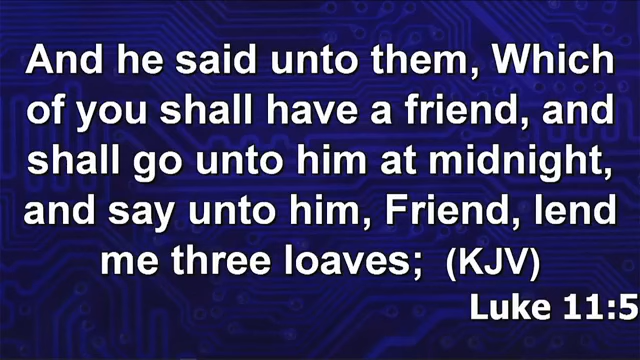 And he said unto them, Which
of you shall have a friend, and
shall go unto him at midnight,
and say unto him, Friend, lend
me three loaves; (KJV)
Luke 11:5